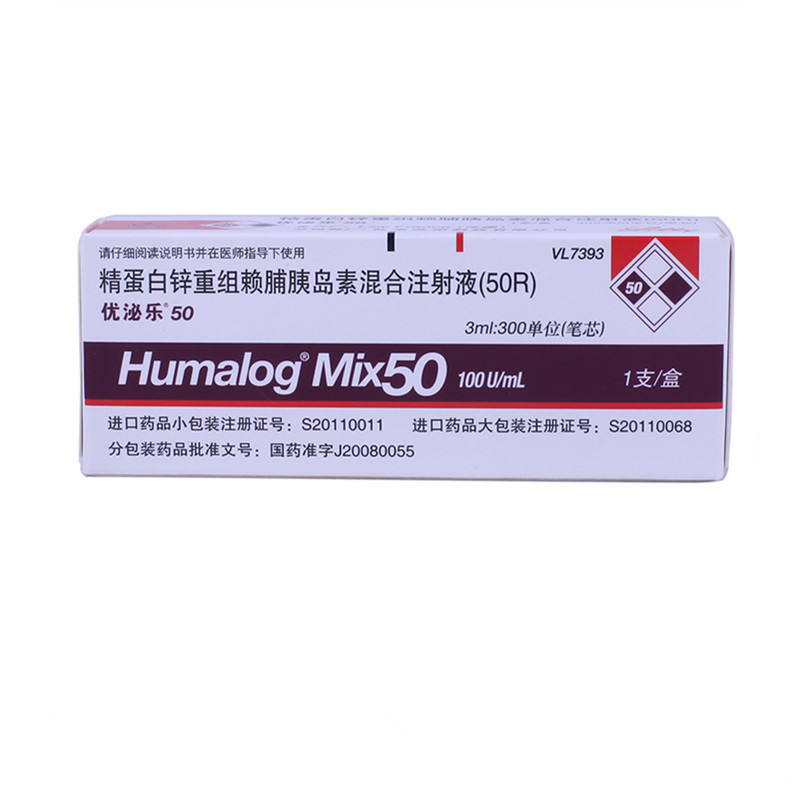 请仔细阅读说明书并在医师指导下使用
VL7393
精蛋白锌重组赖脯胰岛素混合注射液(50R)
优泌乐® 50
50
3ml:300单位(笔芯)
Humalog® Mix50 100 U/mL 1支/盒
进口药品小包装注册证号：S20110011 进口药品大包装注册证号：S20110068
分包装药品批准文号：国药准字J20080055